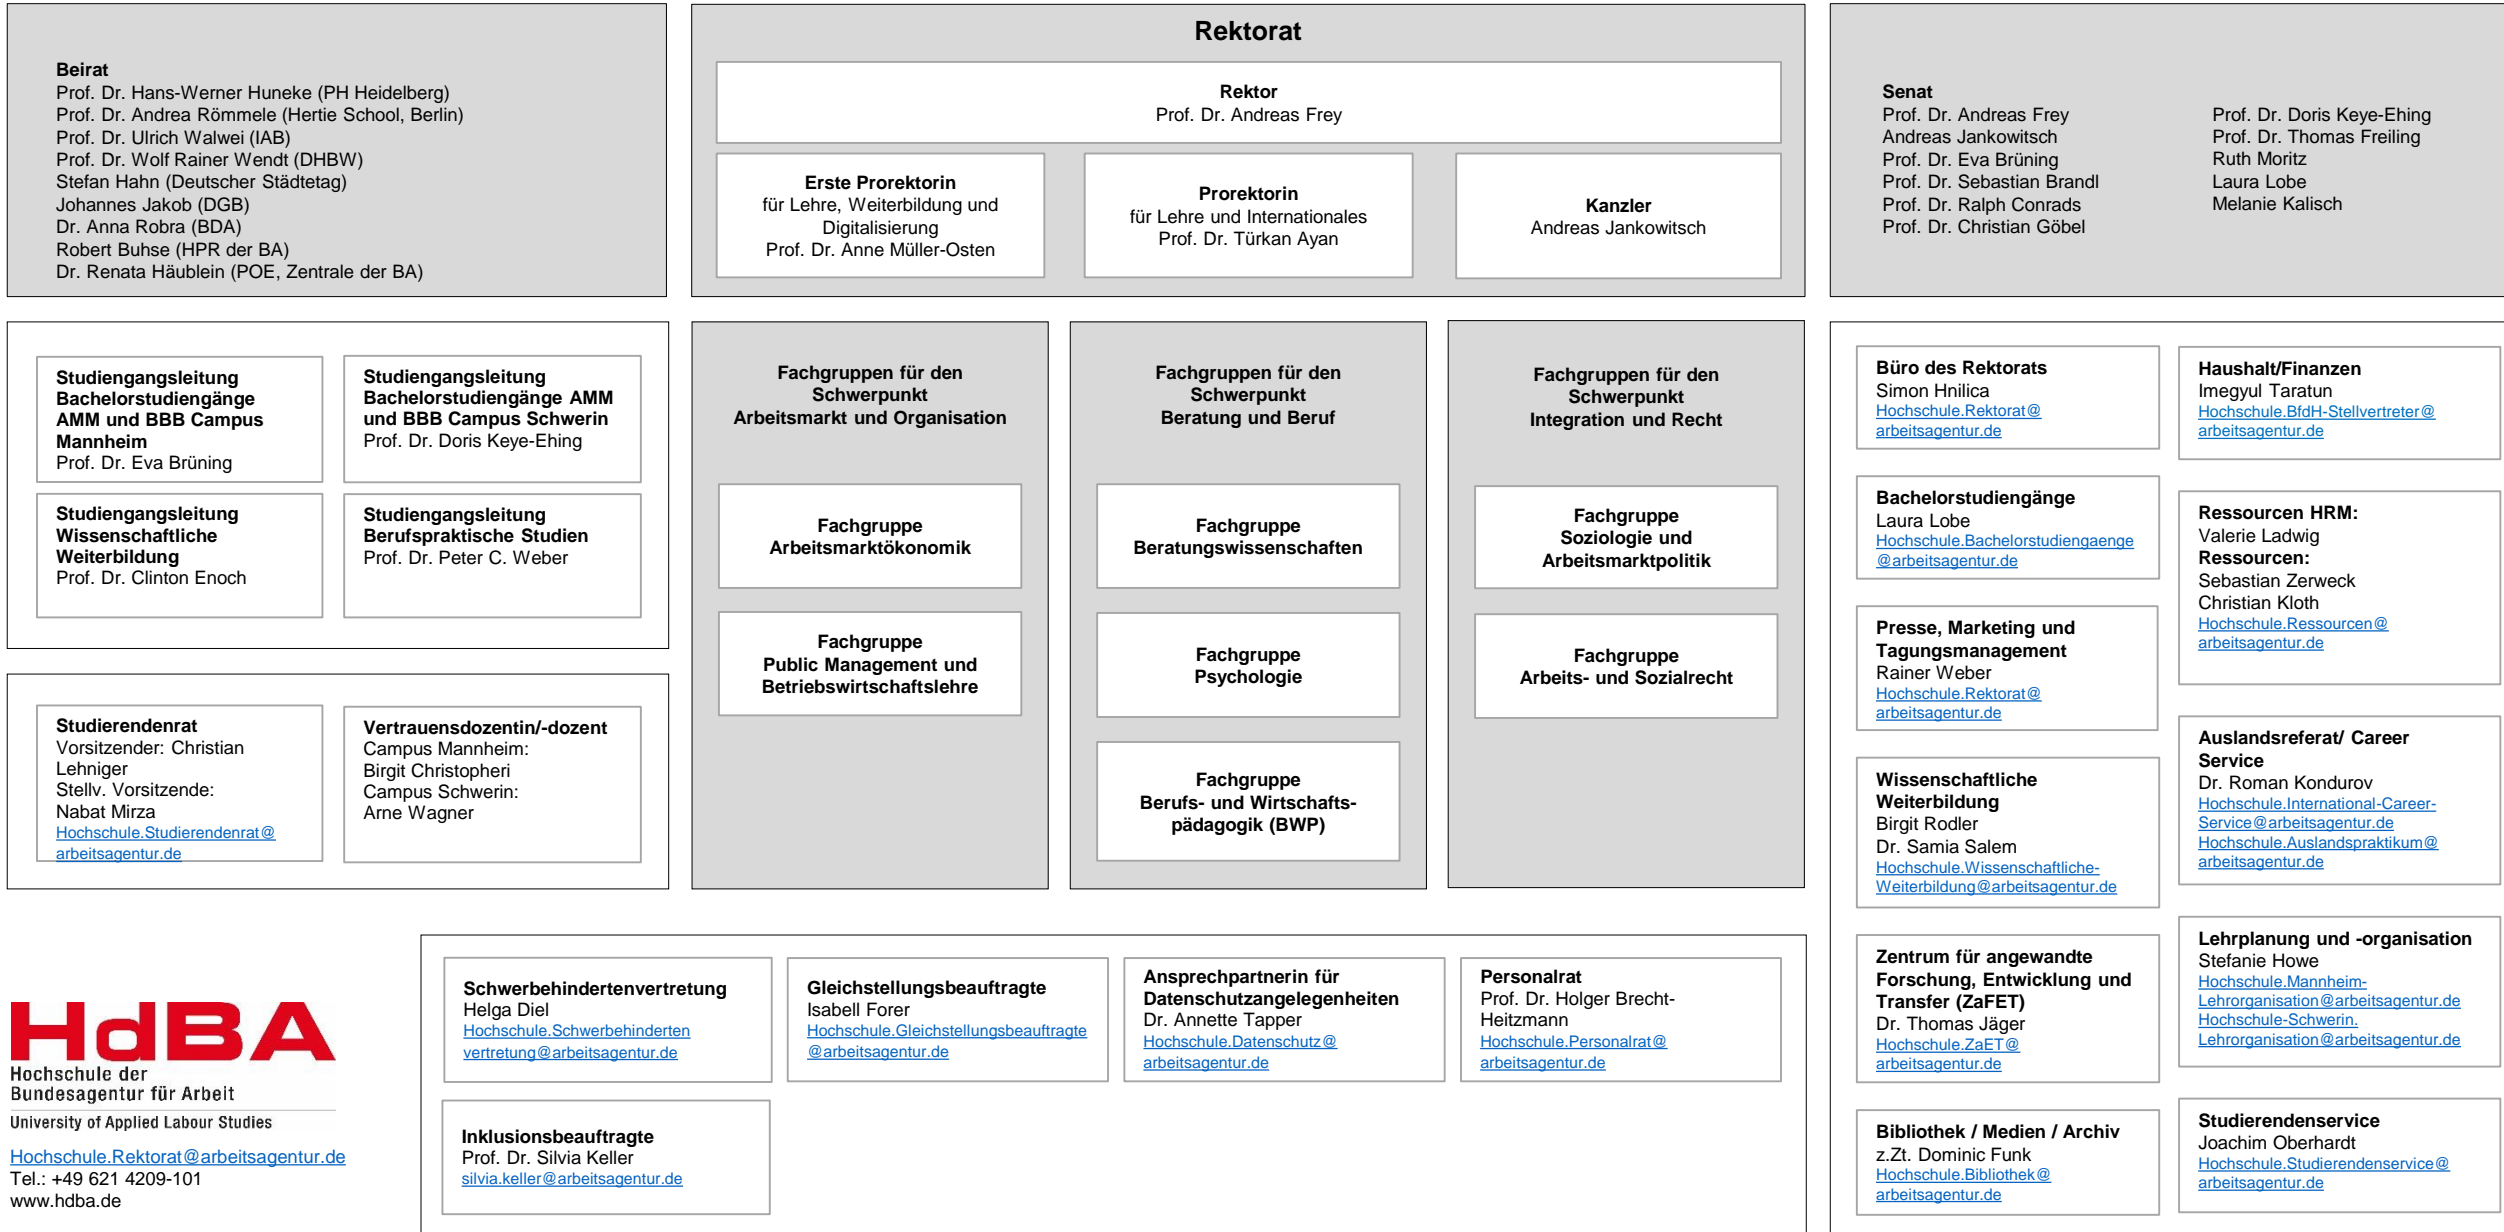 Beirat
Prof. Dr. Hans-Werner Huneke (PH Heidelberg)
Prof. Dr. Andrea Römmele (Hertie School, Berlin)
Prof. Dr. Ulrich Walwei (IAB)
Prof. Dr. Wolf Rainer Wendt (DHBW)
Stefan Hahn (Deutscher Städtetag)
Johannes Jakob (DGB)
Dr. Anna Robra (BDA)
Robert Buhse (HPR der BA)
Dr. Renata Häublein (POE, Zentrale der BA)
Rektorat
Rektor
Prof. Dr. Andreas Frey
Erste Prorektorin
für Lehre, Weiterbildung und
Digitalisierung
Prof. Dr. Anne Müller-Osten
Prorektorin
für Lehre und Internationales
Prof. Dr. Türkan Ayan
Kanzler
Andreas Jankowitsch
Senat
Prof. Dr. Andreas Frey
Andreas Jankowitsch
Prof. Dr. Eva Brüning
Prof. Dr. Sebastian Brandl
Prof. Dr. Ralph Conrads
Prof. Dr. Christian Göbel
Prof. Dr. Doris Keye-Ehing
Prof. Dr. Thomas Freiling
Ruth Moritz
Laura Lobe
Melanie Kalisch
Studiengangsleitung
Bachelorstudiengänge
AMM und BBB Campus
Mannheim
Prof. Dr. Eva Brüning
Studiengangsleitung
Bachelorstudiengänge AMM
und BBB Campus Schwerin
Prof. Dr. Doris Keye-Ehing
Studiengangsleitung
Wissenschaftliche
Weiterbildung
Prof. Dr. Clinton Enoch
Studiengangsleitung
Berufspraktische Studien
Prof. Dr. Peter C. Weber
Studierendenrat
Vorsitzender: Christian
Lehniger
Stellv. Vorsitzende:
Nabat Mirza
Hochschule.Studierendenrat@
arbeitsagentur.de
Vertrauensdozentin/-dozent
Campus Mannheim:
Birgit Christopheri
Campus Schwerin:
Arne Wagner
Fachgruppen für den
Schwerpunkt
Arbeitsmarkt und Organisation
Fachgruppe
Arbeitsmarktökonomik
Fachgruppe
Public Management und
Betriebswirtschaftslehre
Fachgruppen für den
Schwerpunkt
Beratung und Beruf
Fachgruppe
Beratungswissenschaften
Fachgruppe
Psychologie
Fachgruppe
Berufs- und Wirtschafts-
pädagogik (BWP)
Fachgruppen für den
Schwerpunkt
Integration und Recht
Fachgruppe
Soziologie und
Arbeitsmarktpolitik
Fachgruppe
Arbeits- und Sozialrecht
Büro des Rektorats
Simon Hnilica
Hochschule.Rektorat@
arbeitsagentur.de
Haushalt/Finanzen
Imegyul Taratun
Hochschule.BfdH-Stellvertreter@
arbeitsagentur.de
Bachelorstudiengänge
Laura Lobe
Hochschule.Bachelorstudiengaenge
@arbeitsagentur.de
Ressourcen HRM:
Valerie Ladwig
Ressourcen:
Sebastian Zerweck
Christian Kloth
Hochschule.Ressourcen@
arbeitsagentur.de
Presse, Marketing und
Tagungsmanagement
Rainer Weber
Hochschule.Rektorat@
arbeitsagentur.de
Auslandsreferat/ Career
Service
Dr. Roman Kondurov
Hochschule.International-Career-
Service@arbeitsagentur.de
Hochschule.Auslandspraktikum@
arbeitsagentur.de
Wissenschaftliche
Weiterbildung
Birgit Rodler
Dr. Samia Salem
Hochschule.Wissenschaftliche-
Weiterbildung@arbeitsagentur.de
Zentrum für angewandte
Forschung, Entwicklung und
Transfer (ZaFET)
Dr. Thomas Jäger
Hochschule.ZaET@
arbeitsagentur.de
Lehrplanung und -organisation
Stefanie Howe
Hochschule.Mannheim-
Lehrorganisation@arbeitsagentur.de
Hochschule-Schwerin.
Lehrorganisation@arbeitsagentur.de
Bibliothek / Medien / Archiv
z.Zt. Dominic Funk
Hochschule.Bibliothek@
arbeitsagentur.de
Studierendenservice
Joachim Oberhardt
Hochschule.Studierendenservice@
arbeitsagentur.de
Schwerbehindertenvertretung
Helga Diel
Hochschule.Schwerbehinderten
vertretung@arbeitsagentur.de
Gleichstellungsbeauftragte
Isabell Forer
Hochschule.Gleichstellungsbeauftragte
@arbeitsagentur.de
Ansprechpartnerin für
Datenschutzangelegenheiten
Dr. Annette Tapper
Hochschule.Datenschutz@
arbeitsagentur.de
Personalrat
Prof. Dr. Holger Brecht-
Heitzmann
Hochschule.Personalrat@
arbeitsagentur.de
Inklusionsbeauftragte
Prof. Dr. Silvia Keller
silvia.keller@arbeitsagentur.de
HdBA
Hochschule der
Bundesagentur für Arbeit
University of Applied Labour Studies
Hochschule.Rektorat@arbeitsagentur.de
Tel.: +49 621 4209-101
www.hdba.de